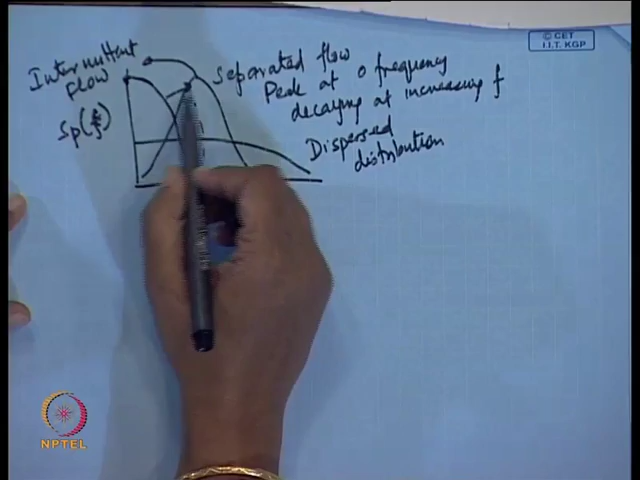 © CET
I.I.T. KGP
Intermittent
flow
Separated flow
Peak at 0 frequency
decaying at increasing f
Sp(f)
Dispersed
distribution
NPTEL